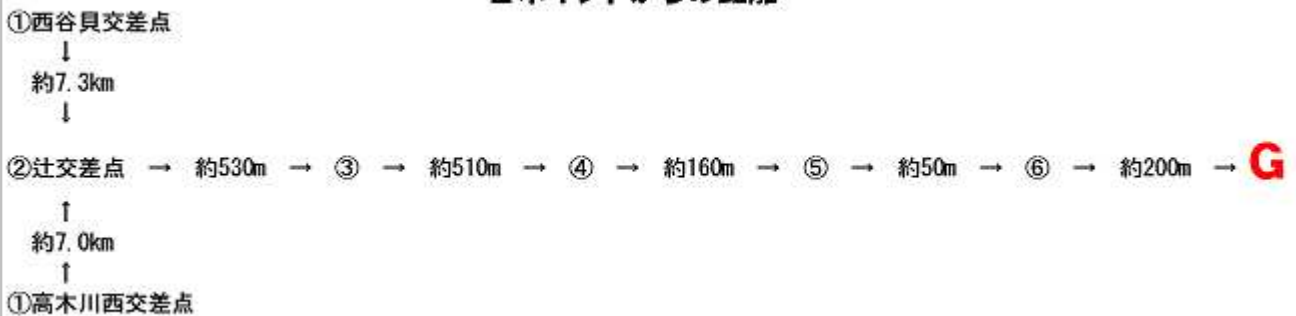 ①西谷貝交差点
↓
約7.3km
↓
②辻交差点 → 約530m → ③ → 約510m → ④ → 約160m → ⑤ → 約50m → ⑥ → 約200m → G
↑
約7.0km
↑
①高木川西交差点